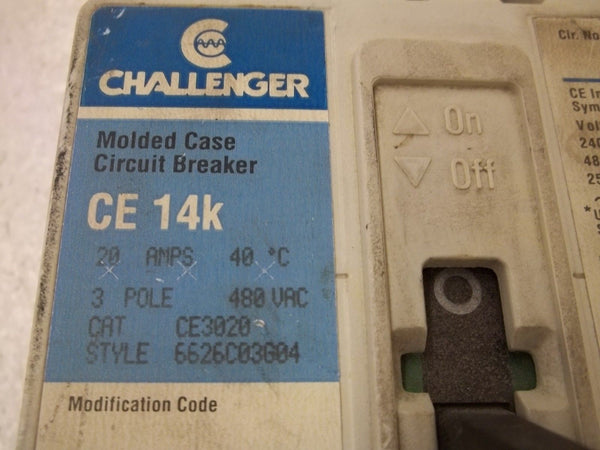 CHALLENGER
Molded Case
Circuit Breaker
CE 14k
20 AMPS 40 °C
3 POLE 480 VAC
CAT CE3020
STYLE 6626C03G04
Modification Code
On
Off
Cir. No
CE In
Sym
Vol
240
48
25